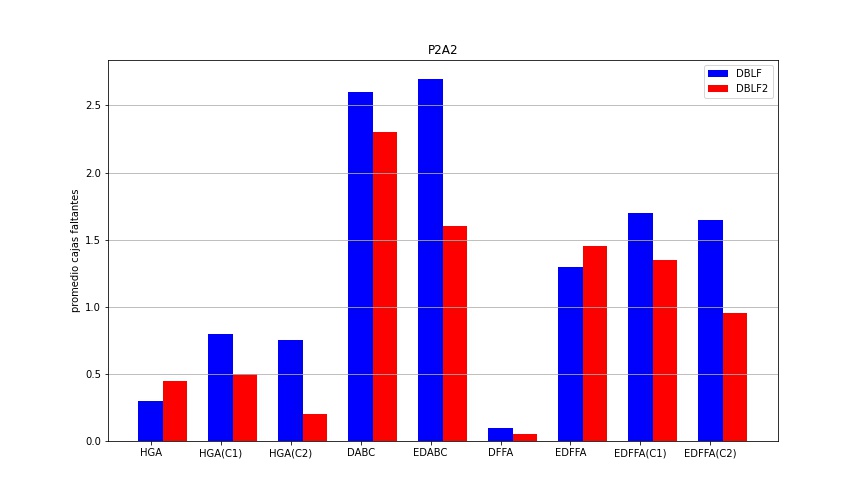 P2A2
DBLF
DBLF2
promedio cajas faltantes
2.5
2.0
1.5
1.0
0.5
0.0
HGA HGA(C1) HGA(C2) DABC EDABC DFFA EDFFA EDFFA(C1) EDFFA(C2)